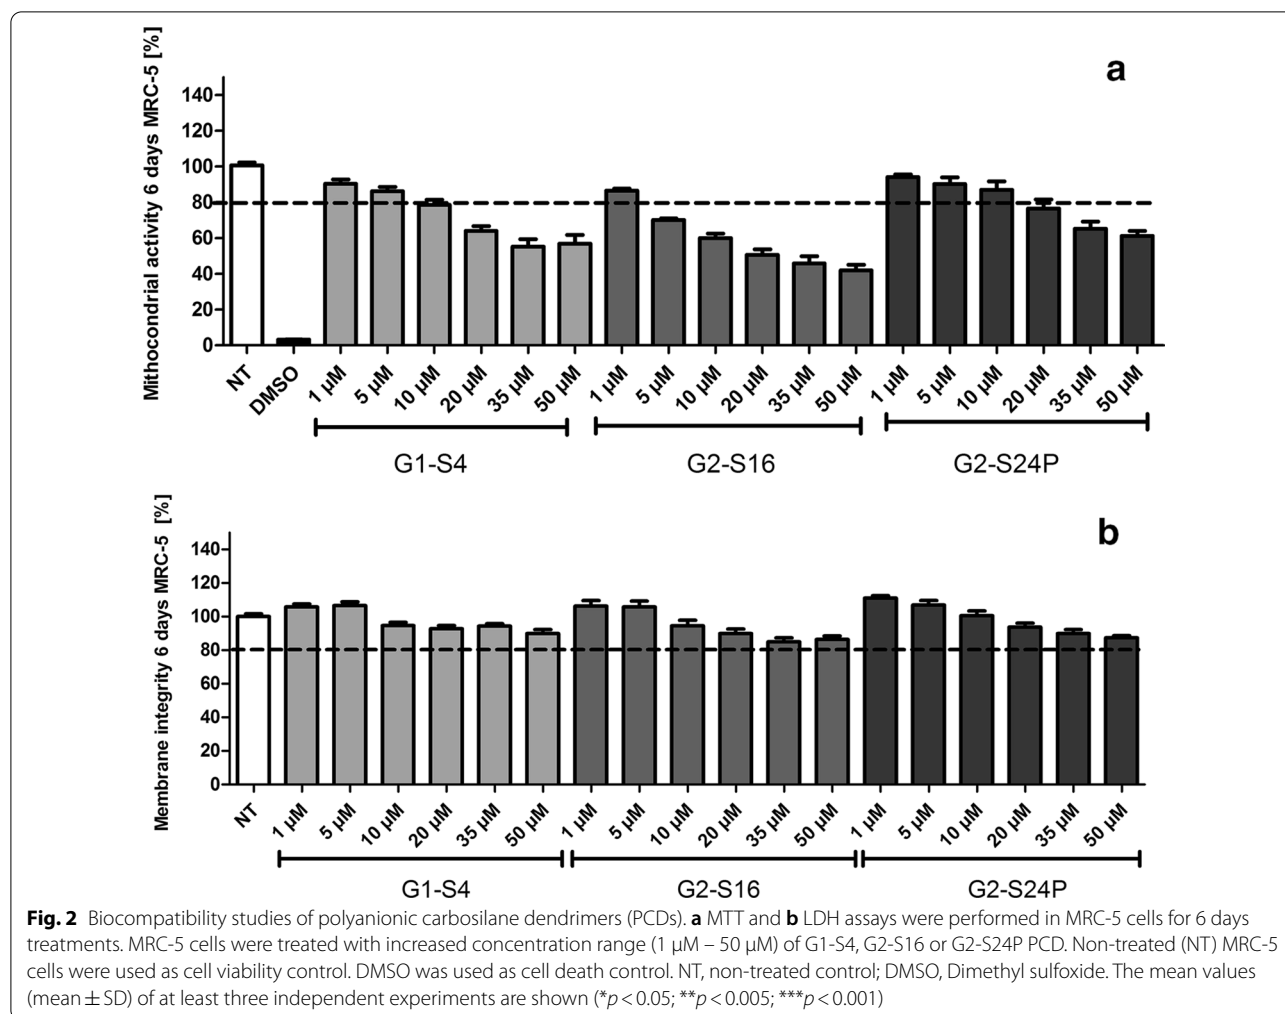 a
Mithocondrial activity 6 days MRC-5 [%]
140
120
100
80
60
40
20
0
NT DMSO 1 µM 5 µM 10 µM 20 µM 35 µM 50 µM 1 µM 5 µM 10 µM 20 µM 35 µM 50 µM 1 µM 5 µM 10 µM 20 µM 35 µM 50 µM
G1-S4 G2-S16 G2-S24P
b
Membrane integrity 6 days MRC-5 [%]
140
120
100
80
60
40
20
0
NT 1 µM 5 µM 10 µM 20 µM 35 µM 50 µM 1 µM 5 µM 10 µM 20 µM 35 µM 50 µM 1 µM 5 µM 10 µM 20 µM 35 µM 50 µM
G1-S4 G2-S16 G2-S24P
Fig. 2 Biocompatibility studies of polyanionic carbosilane dendrimers (PCDs). a MTT and b LDH assays were performed in MRC-5 cells for 6 days
treatments. MRC-5 cells were treated with increased concentration range (1 µM – 50 µM) of G1-S4, G2-S16 or G2-S24P PCD. Non-treated (NT) MRC-5
cells were used as cell viability control. DMSO was used as cell death control. NT, non-treated control; DMSO, Dimethyl sulfoxide. The mean values
(mean ± SD) of at least three independent experiments are shown (*p < 0.05; **p < 0.005; ***p < 0.001)